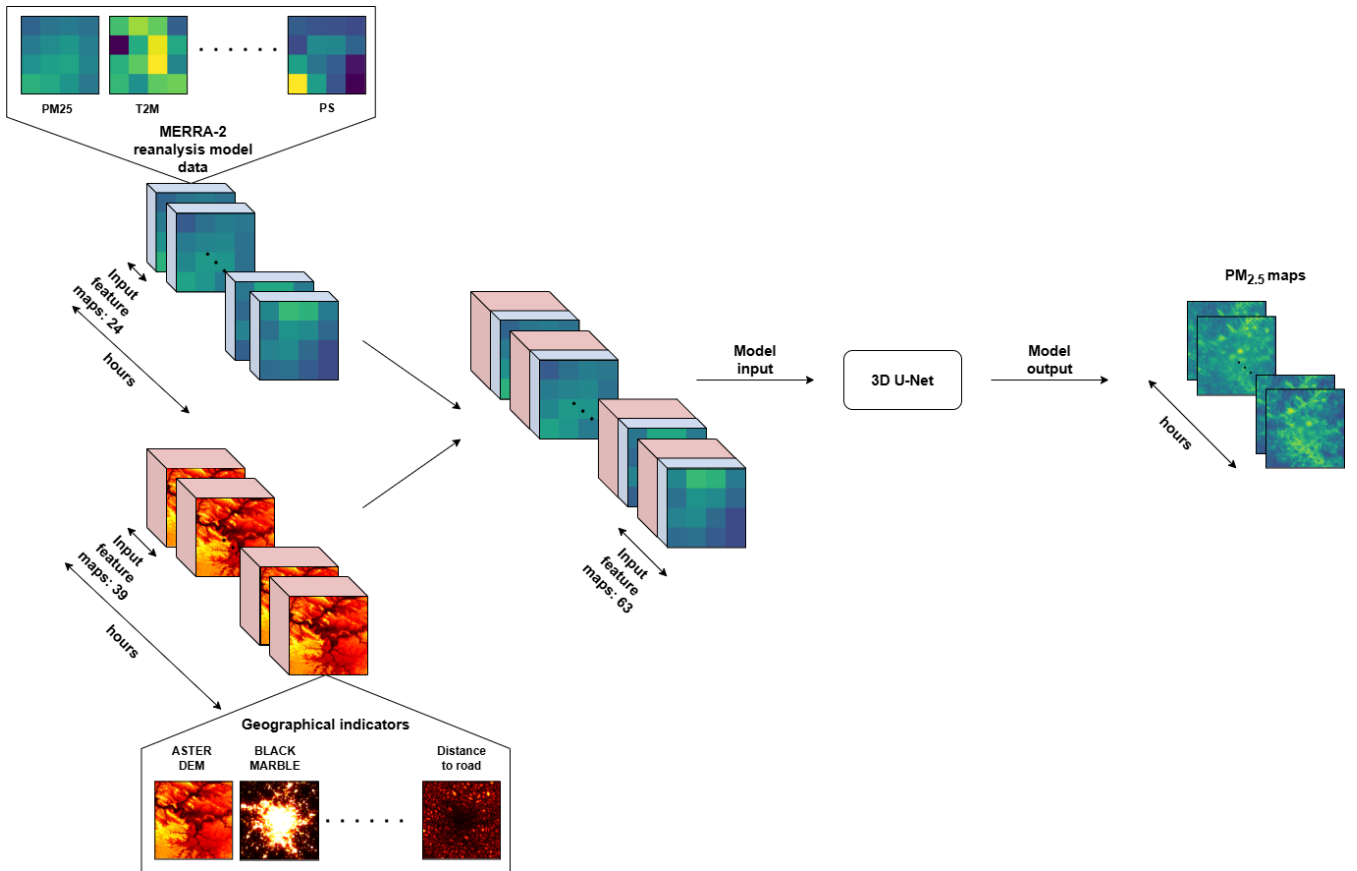 PM25
T2M
PS
MERRA-2
reanalysis model
data
Input
feature
maps: 24
hours
Input
feature
maps: 39
hours
Input
feature
maps: 63
Model
input
3D U-Net
Model
output
PM2.5 maps
hours
Geographical indicators
ASTER
DEM
BLACK
MARBLE
Distance
to road